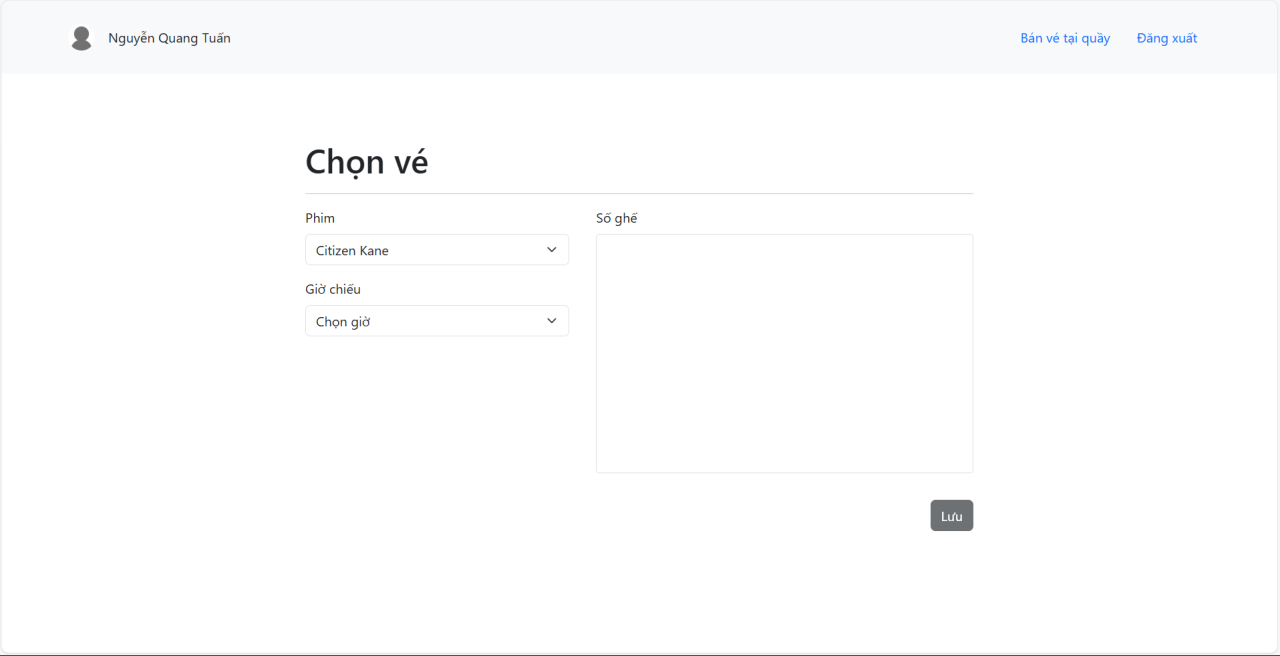 Nguyễn Quang Tuấn
Bán vé tại quầy
Đăng xuất
Chọn vé
Phim
Citizen Kane
Giờ chiếu
Chọn giờ
Số ghế
Lưu